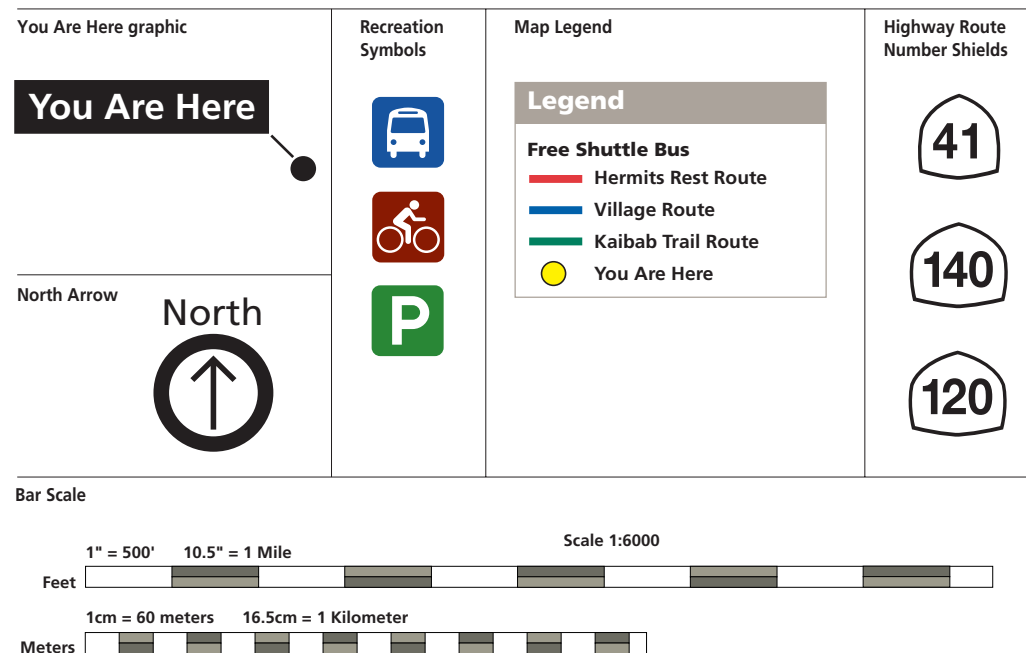 You Are Here graphic
You Are Here
North Arrow
North
Recreation
Symbols
P
Map Legend
Legend
Free Shuttle Bus
Hermits Rest Route
Village Route
Kaibab Trail Route
You Are Here
Highway Route
Number Shields
41
140
120
Bar Scale
1" = 500' 10.5" = 1 Mile
Scale 1:6000
Feet
1cm = 60 meters 16.5cm = 1 Kilometer
Meters